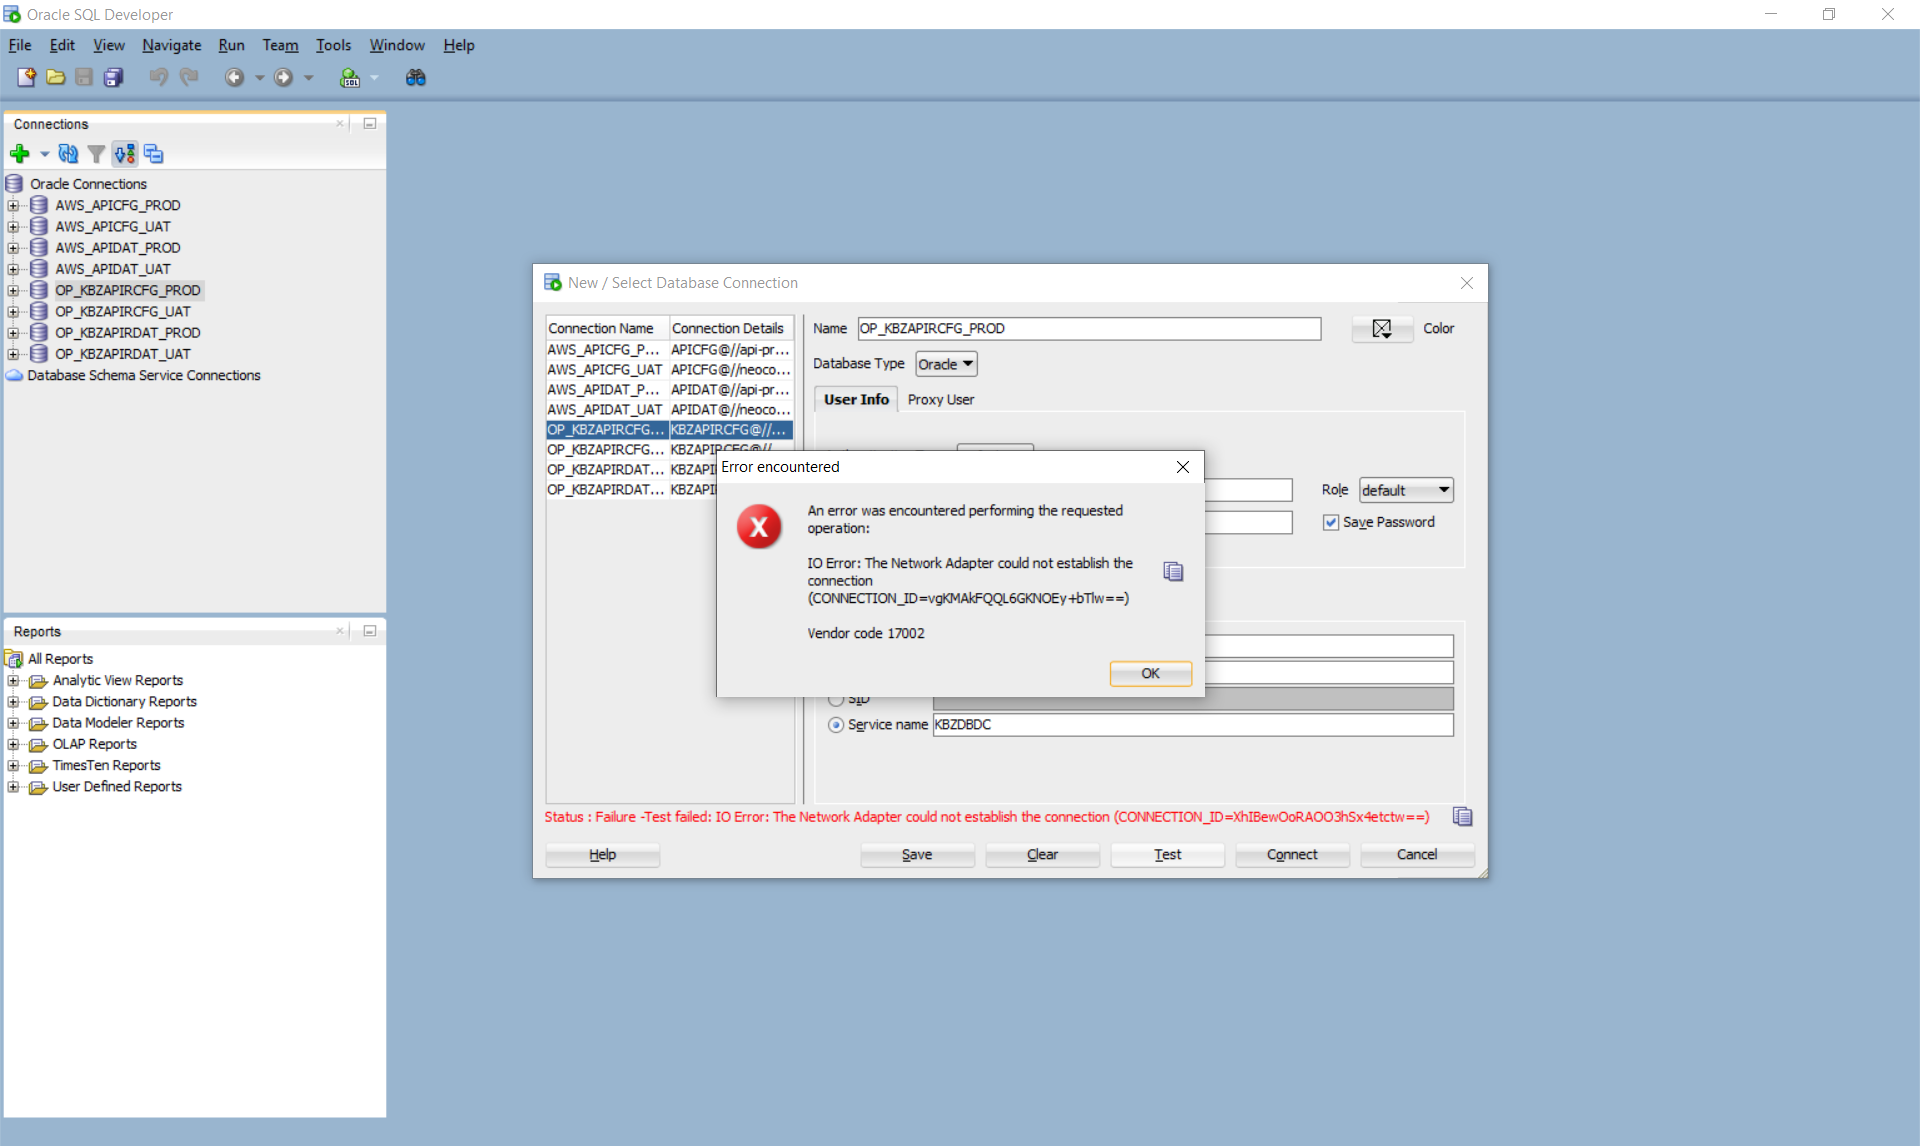 Oracle SQL Developer
File Edit View Navigate Run Team Tools Window Help
Connections
Oracle Connections
AWS_APICFG_PROD
AWS_APICFG_UAT
AWS_APIDAT_PROD
AWS_APIDAT_UAT
OP_KBZAPIRCFG_PROD
OP_KBZAPIRCFG_UAT
OP_KBZAPIRDAT_PROD
OP_KBZAPIRDAT_UAT
Database Schema Service Connections
Reports
All Reports
Analytic View Reports
Data Dictionary Reports
Data Modeler Reports
OLAP Reports
TimesTen Reports
User Defined Reports
New / Select Database Connection
Connection Name Connection Details
AWS_APICFG_P... APICFG@//api-pr...
AWS_APICFG_UAT APICFG@//neoco...
AWS_APIDAT_P... APIDAT@//api-pr...
AWS_APIDAT_UAT APIDAT@//neoco...
OP_KBZAPIRCFG... KBZAPIRCFG@//...
OP_KBZAPIRCFG... KBZAPIRCFG@//
OP_KBZAPIRDAT... KBZAPI
OP_KBZAPIRDAT... KBZAPI
Name OP_KBZAPIRCFG_PROD Color
Database Type Oracle
User Info Proxy User
Role default
Save Password
Error encountered
An error was encountered performing the requested
operation:
IO Error: The Network Adapter could not establish the
connection
(CONNECTION_ID=vgKMAkFQQL6GKNOEy+bTlw==)
Vendor code 17002
OK
SID
Service name KBZDBDC
Status : Failure -Test failed: IO Error: The Network Adapter could not establish the connection (CONNECTION_ID=XhIBewOoRAOO3hSx4etctw==)
Help Save Clear Test Connect Cancel